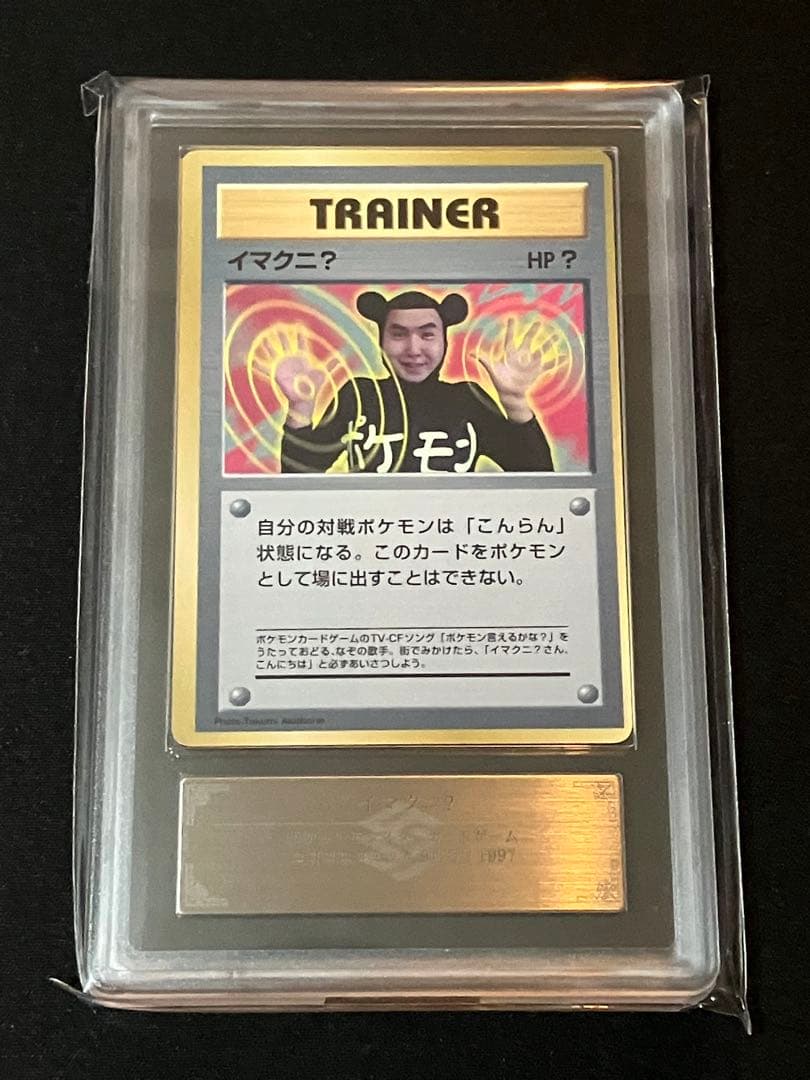 TRAINER
イマクニ?
HP ?
ポケモン
自分の対戦ポケモンは「こんらん」
状態になる。このカードをポケモン
として場に出すことはできない。
ポケモンカードゲームのTV-CFソング「ポケモン言えるかな?」を
うたっておどる、なぞの歌手。街でみかけたら、「イマクニ?さん、
こんにちは」と必ずあいさつしよう。
イマクニ?
1997